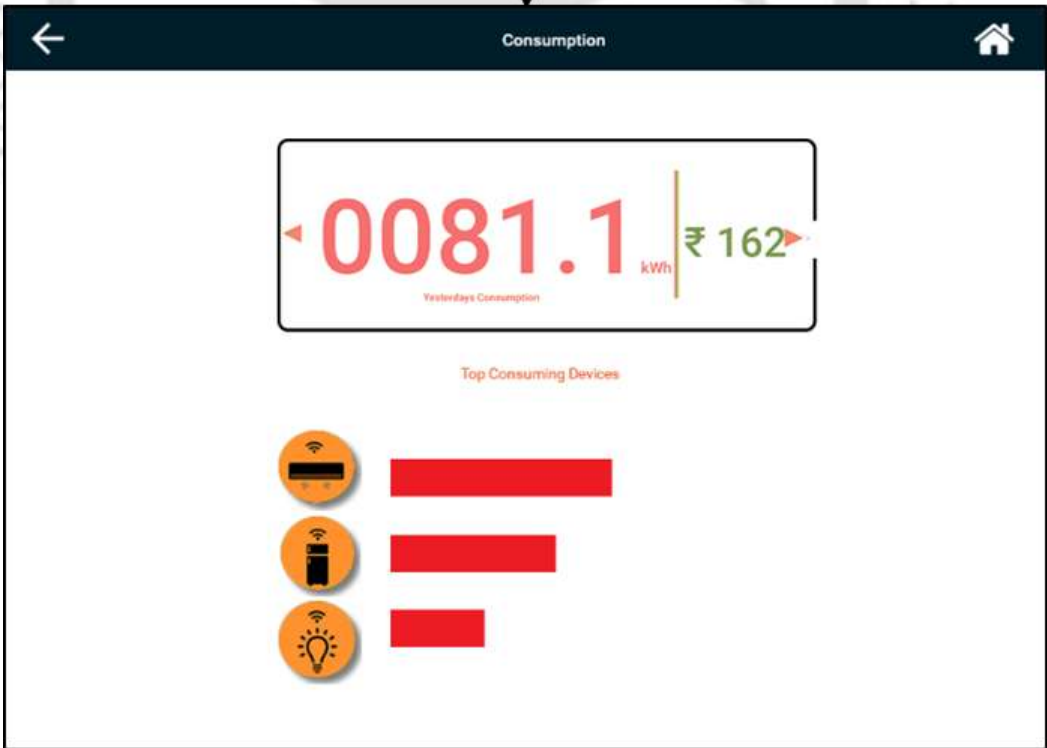 Consumption
0081.1 kWh ₹ 162
Yesterdays Consumption
Top Consuming Devices